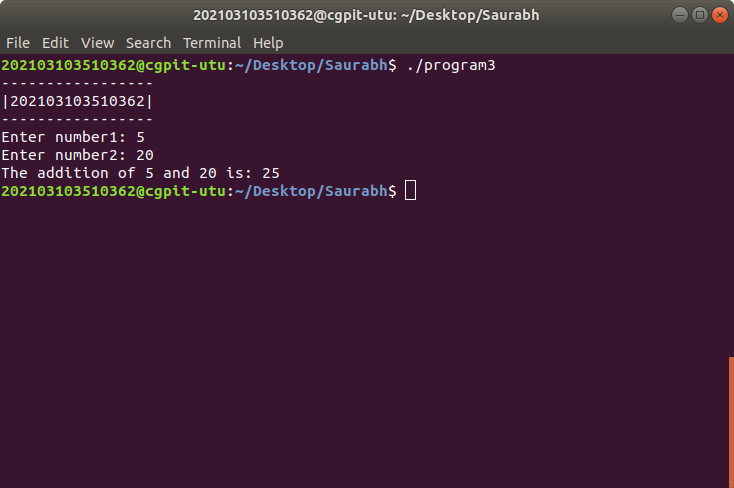 202103103510362@cgpit-utu: ~/Desktop/Saurabh
File Edit View Search Terminal Help
202103103510362@cgpit-utu:~/Desktop/Saurabh$ ./program3
-----------------
|202103103510362|
-----------------
Enter number1: 5
Enter number2: 20
The addition of 5 and 20 is: 25
202103103510362@cgpit-utu:~/Desktop/Saurabh$